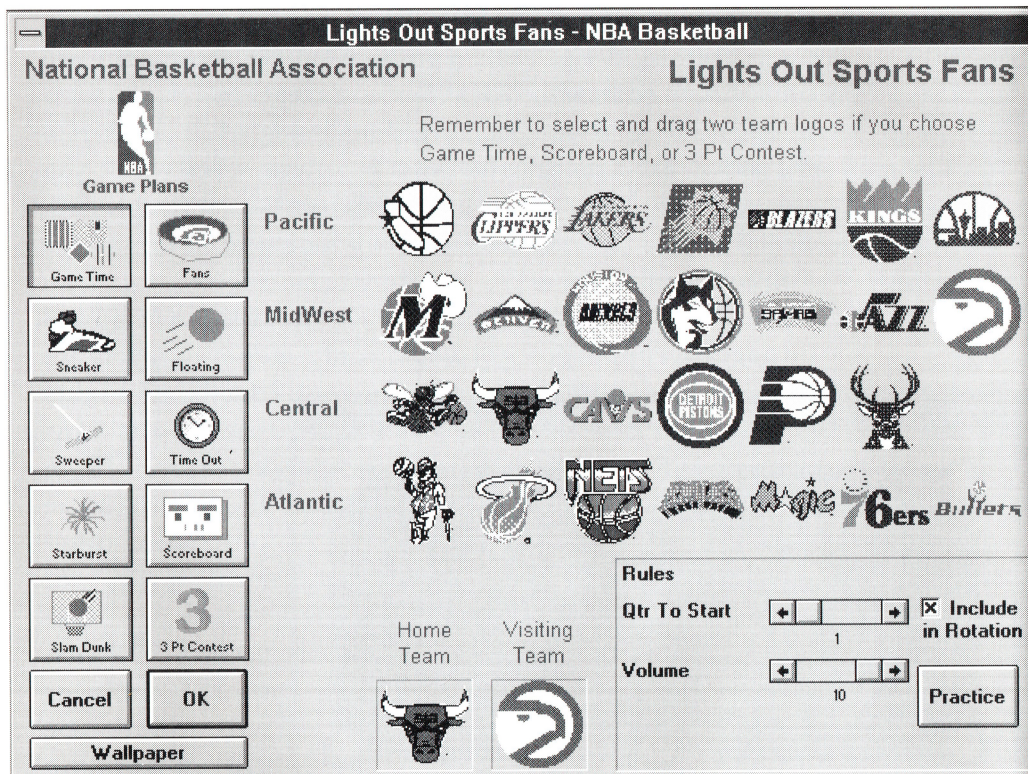 Lights Out Sports Fans - NBA Basketball
National Basketball Association
Lights Out Sports Fans
NBA
Remember to select and drag two team logos if you choose
Game Time, Scoreboard, or 3 Pt Contest.
Game Plans
Game Time
Fans
Sneaker
Floating
Sweeper
Time Out
Starburst
Scoreboard
Slam Dunk
3
3 Pt Contest
Cancel
OK
Wallpaper
Pacific
CLIPPERS
LAKERS
BLAZERS
KINGS
MidWest
M
DENVER
JAZZ
Central
CAVS
DETROIT
PISTONS
Atlantic
NETS
Magic
76ers
Bullets
Home
Team
Visiting
Team
Rules
Qtr To Start
1
Include
in Rotation
Volume
10
Practice